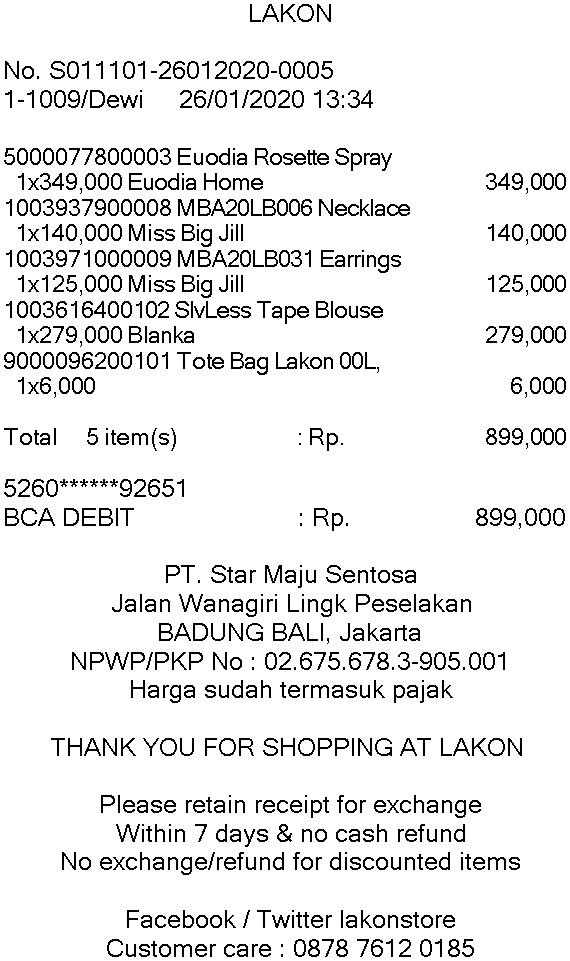 LAKON
No. S011101-26012020-0005
1-1009/Dewi 26/01/2020 13:34
5000077800003 Euodia Rosette Spray
1x349,000 Euodia Home 349,000
1003937900008 MBA20LB006 Necklace
1x140,000 Miss Big Jill 140,000
1003971000009 MBA20LB031 Earrings
1x125,000 Miss Big Jill 125,000
1003616400102 SlvLess Tape Blouse
1x279,000 Blanka 279,000
9000096200101 Tote Bag Lakon 00L,
1x6,000 6,000
Total 5 item(s) : Rp. 899,000
5260******92651
BCA DEBIT : Rp. 899,000
PT. Star Maju Sentosa
Jalan Wanagiri Lingk Peselakan
BADUNG BALI, Jakarta
NPWP/PKP No : 02.675.678.3-905.001
Harga sudah termasuk pajak
THANK YOU FOR SHOPPING AT LAKON
Please retain receipt for exchange
Within 7 days & no cash refund
No exchange/refund for discounted items
Facebook / Twitter lakonstore
Customer care : 0878 7612 0185